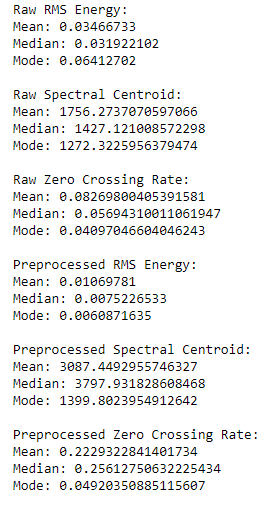 Raw RMS Energy:
Mean: 0.03466733
Median: 0.031922102
Mode: 0.06412702
Raw Spectral Centroid:
Mean: 1756.2737070597066
Median: 1427.121008572298
Mode: 1272.3225956379474
Raw Zero Crossing Rate:
Mean: 0.08269800405391581
Median: 0.05694310011061947
Mode: 0.04097046604046243
Preprocessed RMS Energy:
Mean: 0.01069781
Median: 0.0075226533
Mode: 0.0060871635
Preprocessed Spectral Centroid:
Mean: 3087.4492955746327
Median: 3797.931828608468
Mode: 1399.8023954912642
Preprocessed Zero Crossing Rate:
Mean: 0.2229322841401734
Median: 0.25612750632225434
Mode: 0.04920350885115607